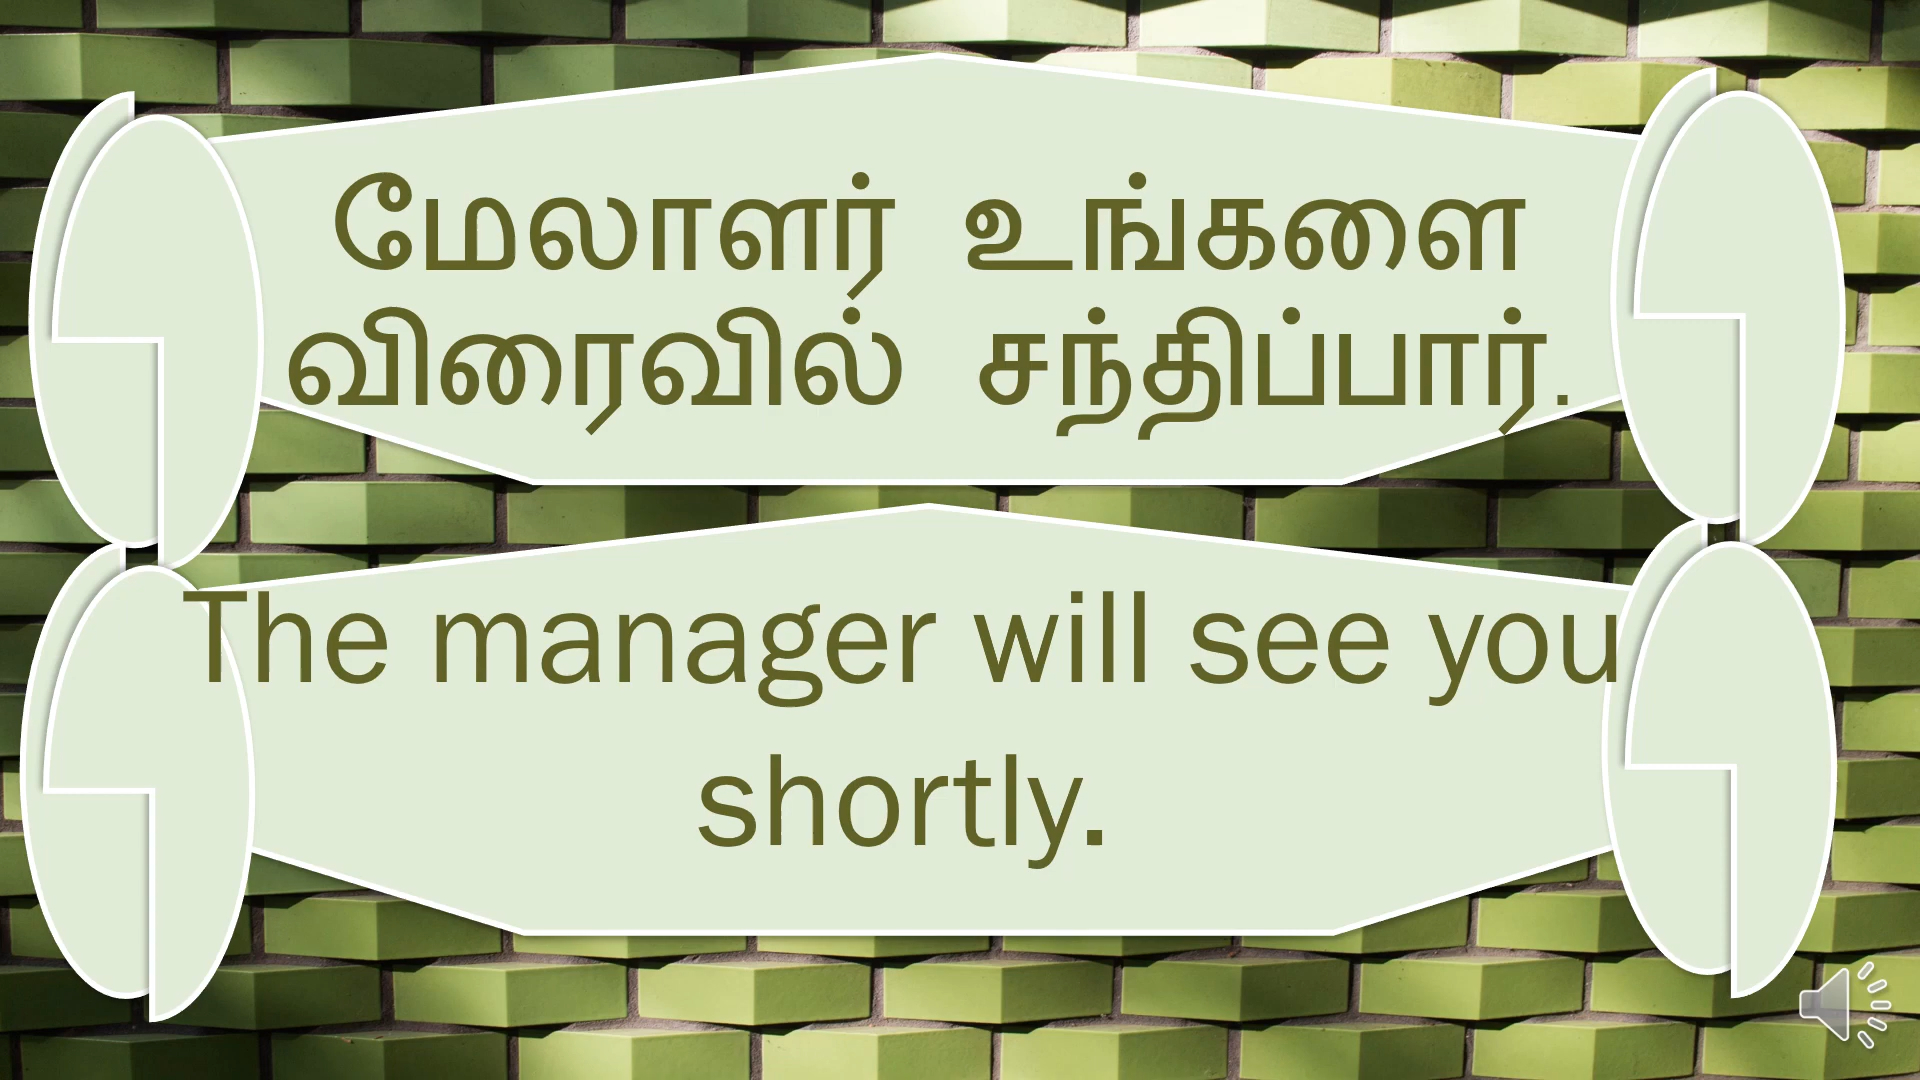 மேலாளர் உங்களை
விரைவில் சந்திப்பார்.
The manager will see you
shortly.